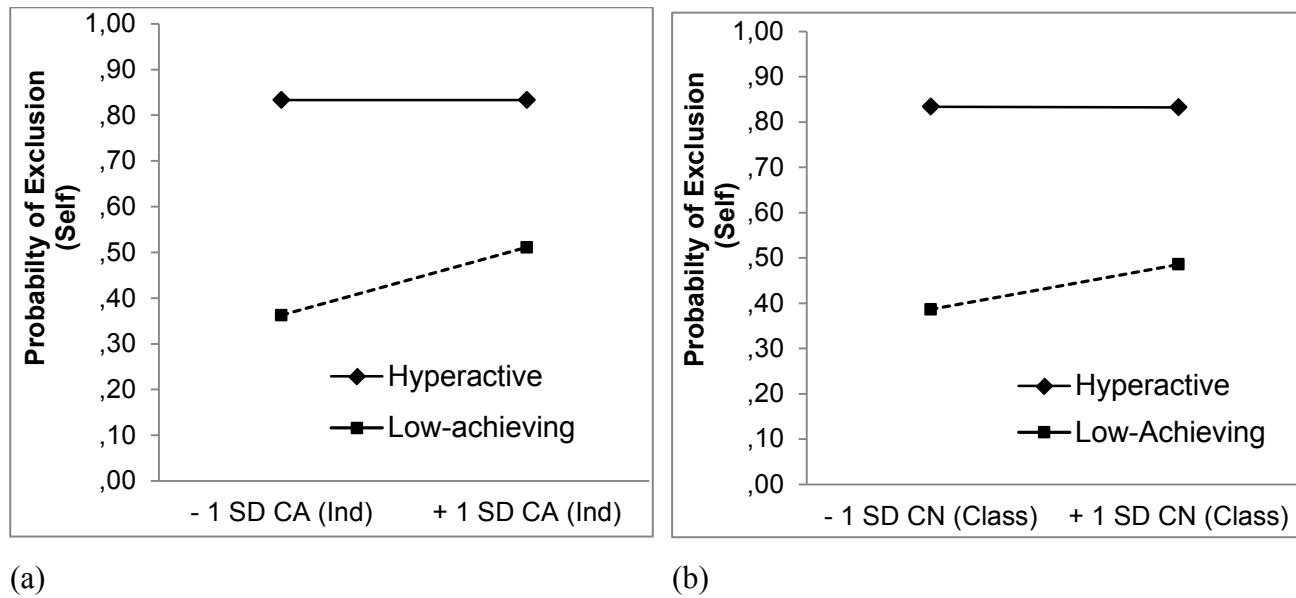 Probability of Exclusion
(Self)
1,00
,90
,80
,70
,60
,50
,40
,30
,20
,10
,00
Hyperactive
Low-achieving
- 1 SD CA (Ind)
+ 1 SD CA (Ind)
(a)
Probabilty of Exclusion
(Self)
1,00
,90
,80
,70
,60
,50
,40
,30
,20
,10
,00
Hyperactive
Low-Achieving
- 1 SD CN (Class)
+ 1 SD CN (Class)
(b)